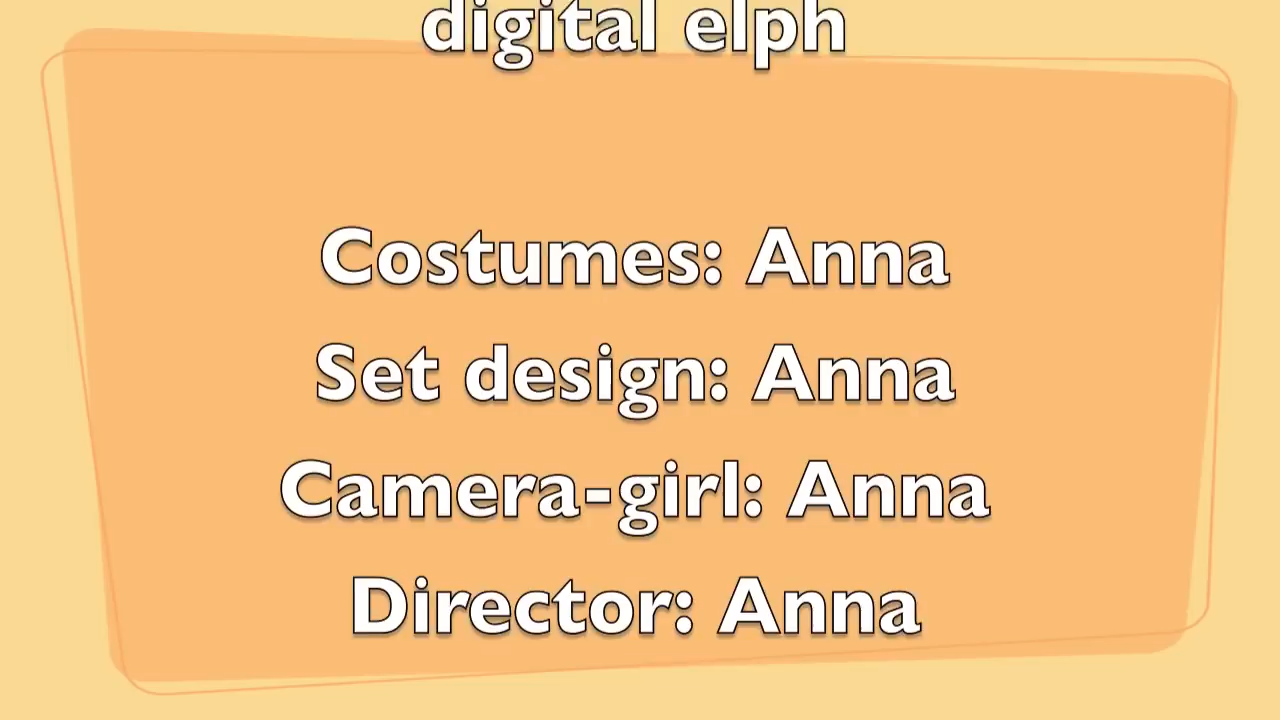 digital elph
Costumes: Anna
Set design: Anna
Camera-girl: Anna
Director: Anna